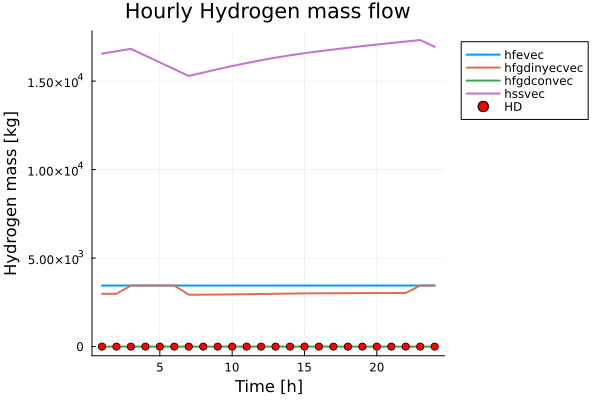 Hourly Hydrogen mass flow
Hydrogen mass [kg]
1.50×10⁴
1.00×10⁴
5.00×10³
0
5 10 15 20
Time [h]
hfevec
hfgdinyecvec
hfgdconvec
hssvec
HD